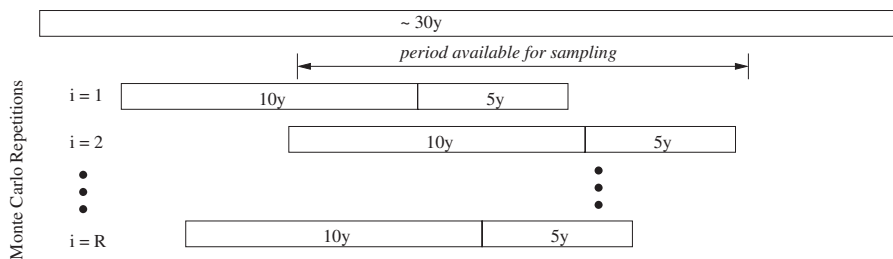 ~ 30y
period available for sampling
Monte Carlo Repetitions
i = 1
10y
5y
i = 2
10y
5y
i = R
10y
5y